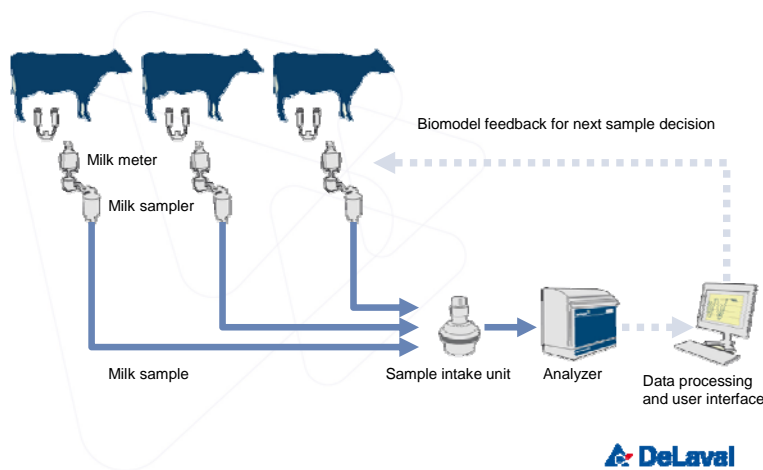 Biomodel feedback for next sample decision
Milk meter
Milk sampler
Milk sample
Sample intake unit
Analyzer
Data processing
and user interface
DeLaval